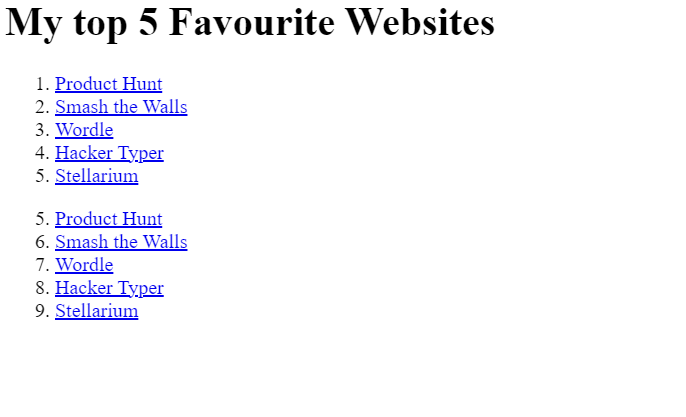 My top 5 Favourite Websites
1. Product Hunt
2. Smash the Walls
3. Wordle
4. Hacker Typer
5. Stellarium
5. Product Hunt
6. Smash the Walls
7. Wordle
8. Hacker Typer
9. Stellarium